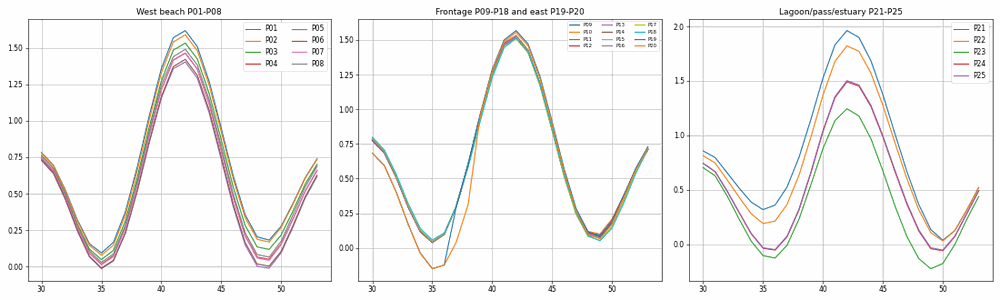 West beach P01-P08
1.50
1.25
1.00
0.75
0.50
0.25
0.00
30
35
40
45
50
P01 P05
P02 P06
P03 P07
P04 P08
Frontage P09-P18 and east P19-P20
1.50
1.25
1.00
0.75
0.50
0.25
0.00
30
35
40
45
50
P09 P13 P17
P10 P14 P18
P11 P15 P19
P12 P16 P20
Lagoon/pass/estuary P21-P25
2.0
1.5
1.0
0.5
0.0
30
35
40
45
50
P21
P22
P23
P24
P25